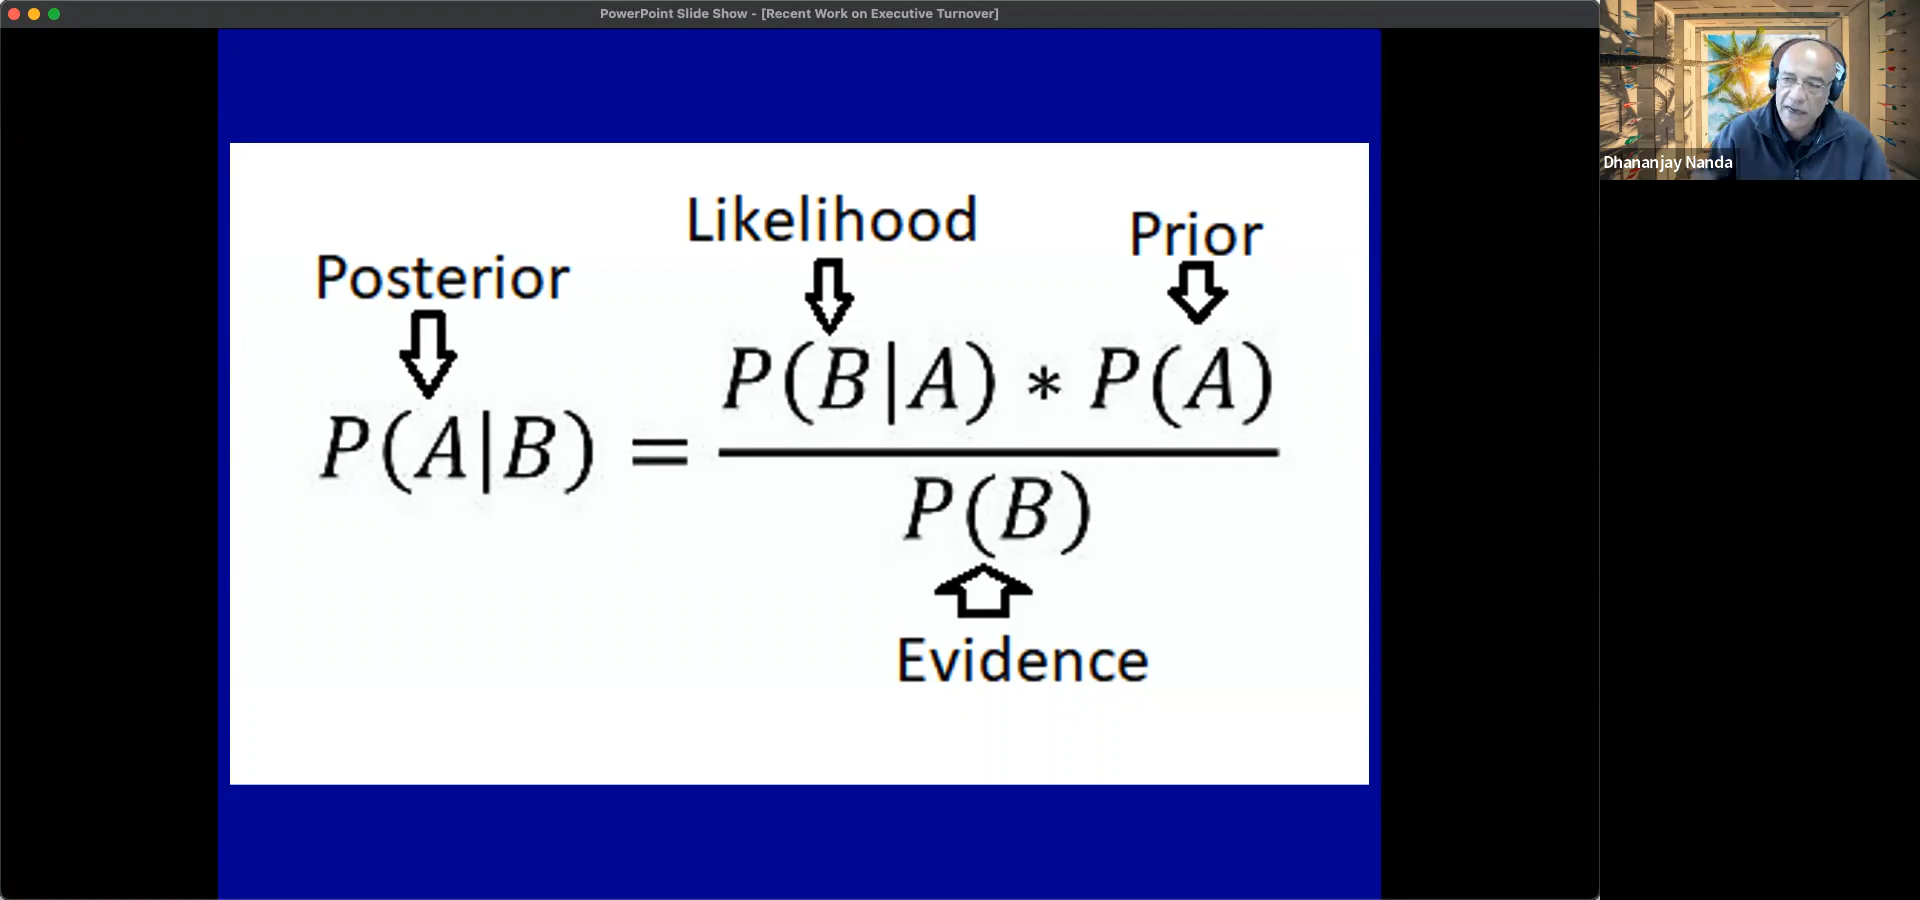 PowerPoint Slide Show - [Recent Work on Executive Turnover]
Dhananjay Nanda
Likelihood
Prior
Posterior
P(B|A) * P(A)
P(A|B) =
P(B)
Evidence